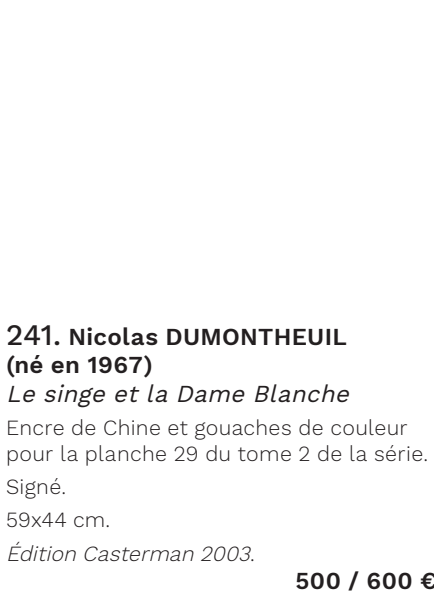 241. Nicolas DUMONTHEUIL
(né en 1967)
Le singe et la Dame Blanche
Encre de Chine et gouaches de couleur
pour la planche 29 du tome 2 de la série.
Signé.
59x44 cm.
Édition Casterman 2003.
500 / 600 €